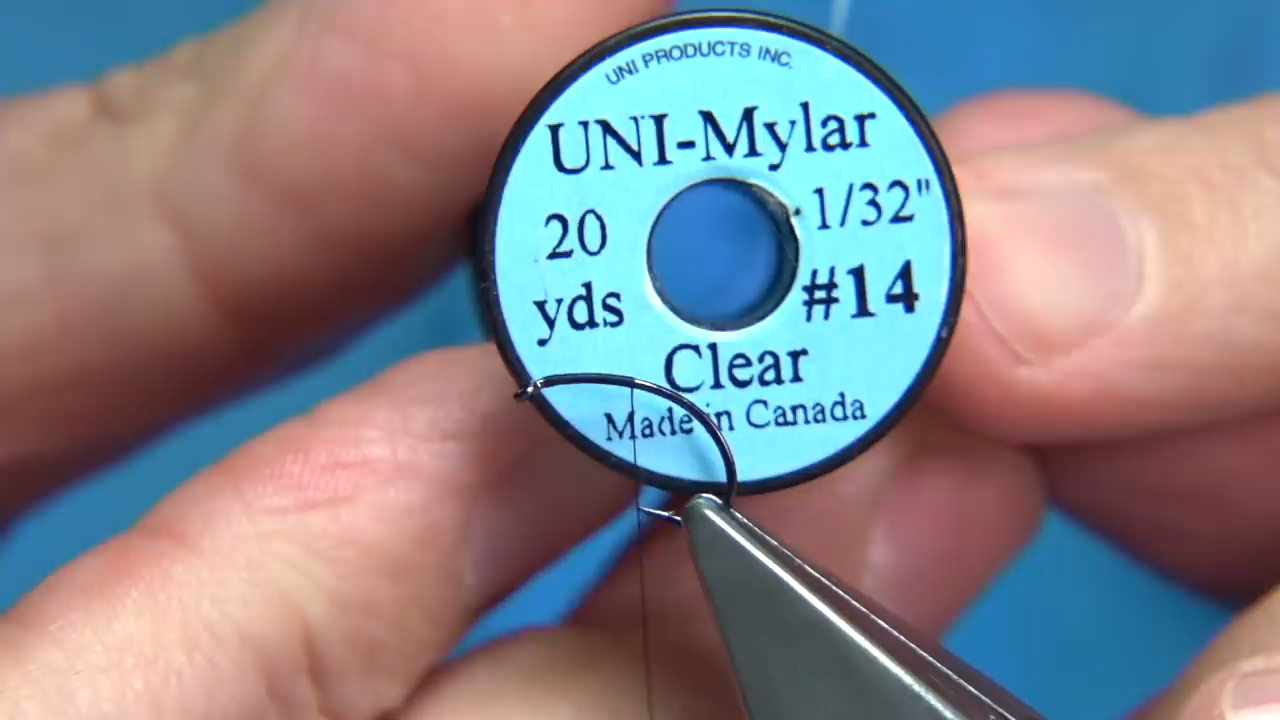 UNI PRODUCTS INC.
UNI-Mylar
20 yds
1/32"
#14
Clear
Made in Canada